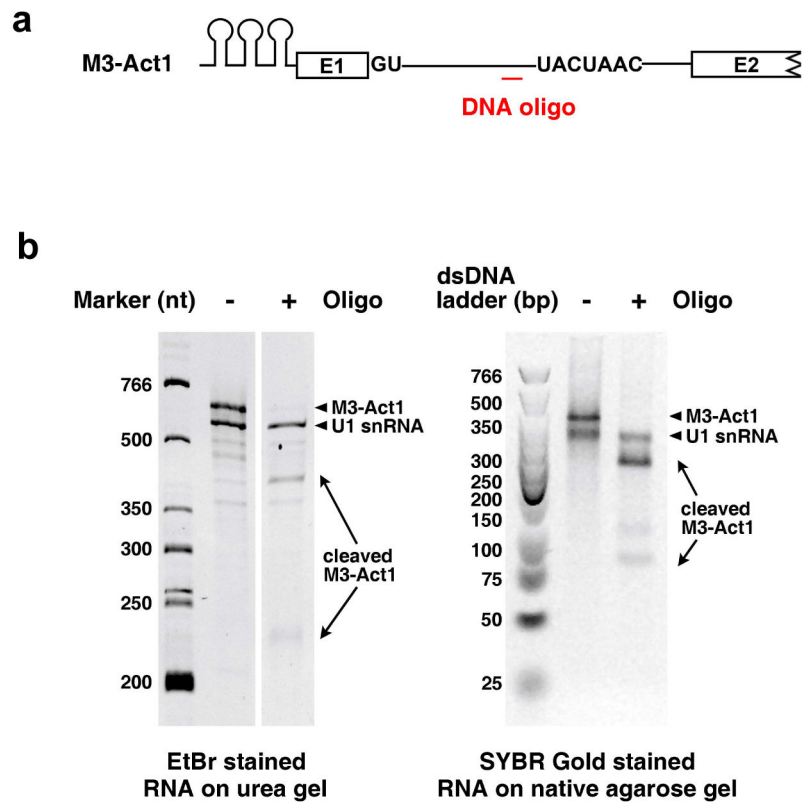 a
M3-Act1 E1 GU UACUAAC E2
DNA oligo
b
Marker (nt) - + Oligo
766
500
350
300
250
200
M3-Act1
U1 snRNA
cleaved
M3-Act1
EtBr stained
RNA on urea gel
dsDNA
ladder (bp) - + Oligo
766
500
350
300
250
200
150
100
75
50
25
M3-Act1
U1 snRNA
cleaved
M3-Act1
SYBR Gold stained
RNA on native agarose gel